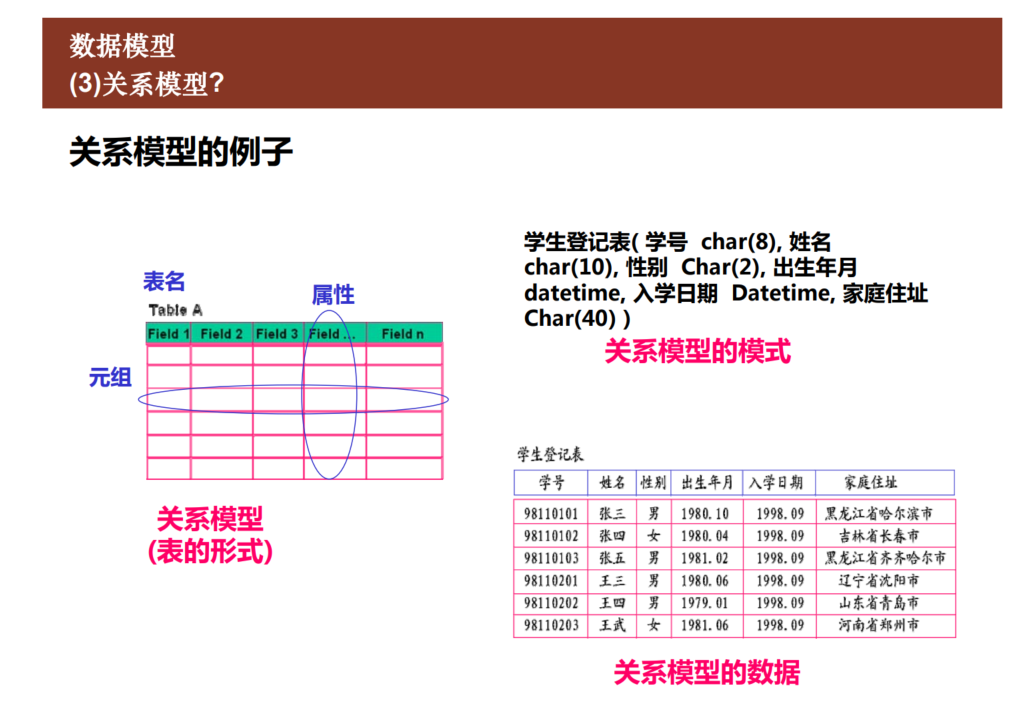 数据模型
(3)关系模型?
关系模型的例子
表名
Table A
属性
Field 1 Field 2 Field 3 Field ... Field n
元组
关系模型
(表的形式)
学生登记表( 学号 char(8), 姓名
char(10), 性别 Char(2), 出生年月
datetime, 入学日期 Datetime, 家庭住址
Char(40) )
关系模型的模式
学生登记表
学号 姓名 性别 出生年月 入学日期 家庭住址
98110101 张三 男 1980.10 1998.09 黑龙江省哈尔滨市
98110102 张四 女 1980.04 1998.09 吉林省长春市
98110103 张五 男 1981.02 1998.09 黑龙江省齐齐哈尔市
98110201 王三 男 1980.06 1998.09 辽宁省沈阳市
98110202 王四 男 1979.01 1998.09 山东省青岛市
98110203 王武 女 1981.06 1998.09 河南省郑州市
关系模型的数据